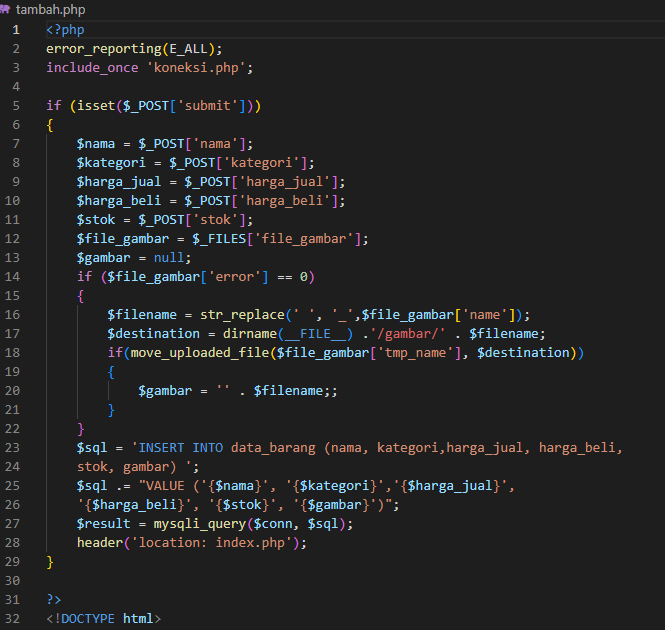 tambah.php
1 <?php
2 error_reporting(E_ALL);
3 include_once 'koneksi.php';
4
5 if (isset($_POST['submit']))
6 {
7     $nama = $_POST['nama'];
8     $kategori = $_POST['kategori'];
9     $harga_jual = $_POST['harga_jual'];
10     $harga_beli = $_POST['harga_beli'];
11     $stok = $_POST['stok'];
12     $file_gambar = $_FILES['file_gambar'];
13     $gambar = null;
14     if ($file_gambar['error'] == 0)
15     {
16         $filename = str_replace(' ', '_',$file_gambar['name']);
17         $destination = dirname(__FILE__) .'/gambar/' . $filename;
18         if(move_uploaded_file($file_gambar['tmp_name'], $destination))
19         {
20             $gambar = '' . $filename;;
21         }
22     }
23     $sql = 'INSERT INTO data_barang (nama, kategori,harga_jual, harga_beli,
24     stok, gambar) ';
25     $sql .= "VALUE ('{$nama}', '{$kategori}','{$harga_jual}',
26     '{$harga_beli}', '{$stok}', '{$gambar}')";
27     $result = mysqli_query($conn, $sql);
28     header('location: index.php');
29 }
30
31 ?>
32 <!DOCTYPE html>